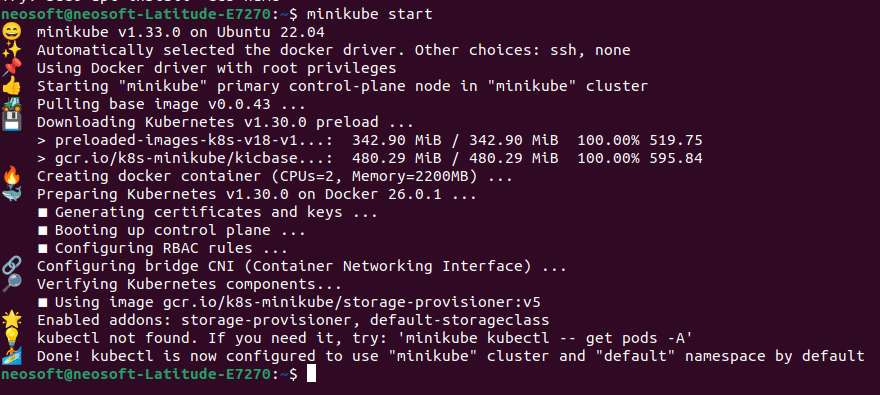 neosoft@neosoft-Latitude-E7270:~$ minikube start
😄 minikube v1.33.0 on Ubuntu 22.04
✨ Automatically selected the docker driver. Other choices: ssh, none
📌 Using Docker driver with root privileges
👍 Starting "minikube" primary control-plane node in "minikube" cluster
🚜 Pulling base image v0.0.43 ...
💾 Downloading Kubernetes v1.30.0 preload ...
> preloaded-images-k8s-v18-v1...: 342.90 MiB / 342.90 MiB 100.00% 519.75
> gcr.io/k8s-minikube/kicbase...: 480.29 MiB / 480.29 MiB 100.00% 595.84
🔥 Creating docker container (CPUs=2, Memory=2200MB) ...
🐳 Preparing Kubernetes v1.30.0 on Docker 26.0.1 ...
■ Generating certificates and keys ...
■ Booting up control plane ...
■ Configuring RBAC rules ...
🔗 Configuring bridge CNI (Container Networking Interface) ...
🔎 Verifying Kubernetes components...
■ Using image gcr.io/k8s-minikube/storage-provisioner:v5
🌟 Enabled addons: storage-provisioner, default-storageclass
💡 kubectl not found. If you need it, try: 'minikube kubectl -- get pods -A'
🏄 Done! kubectl is now configured to use "minikube" cluster and "default" namespace by default
neosoft@neosoft-Latitude-E7270:~$